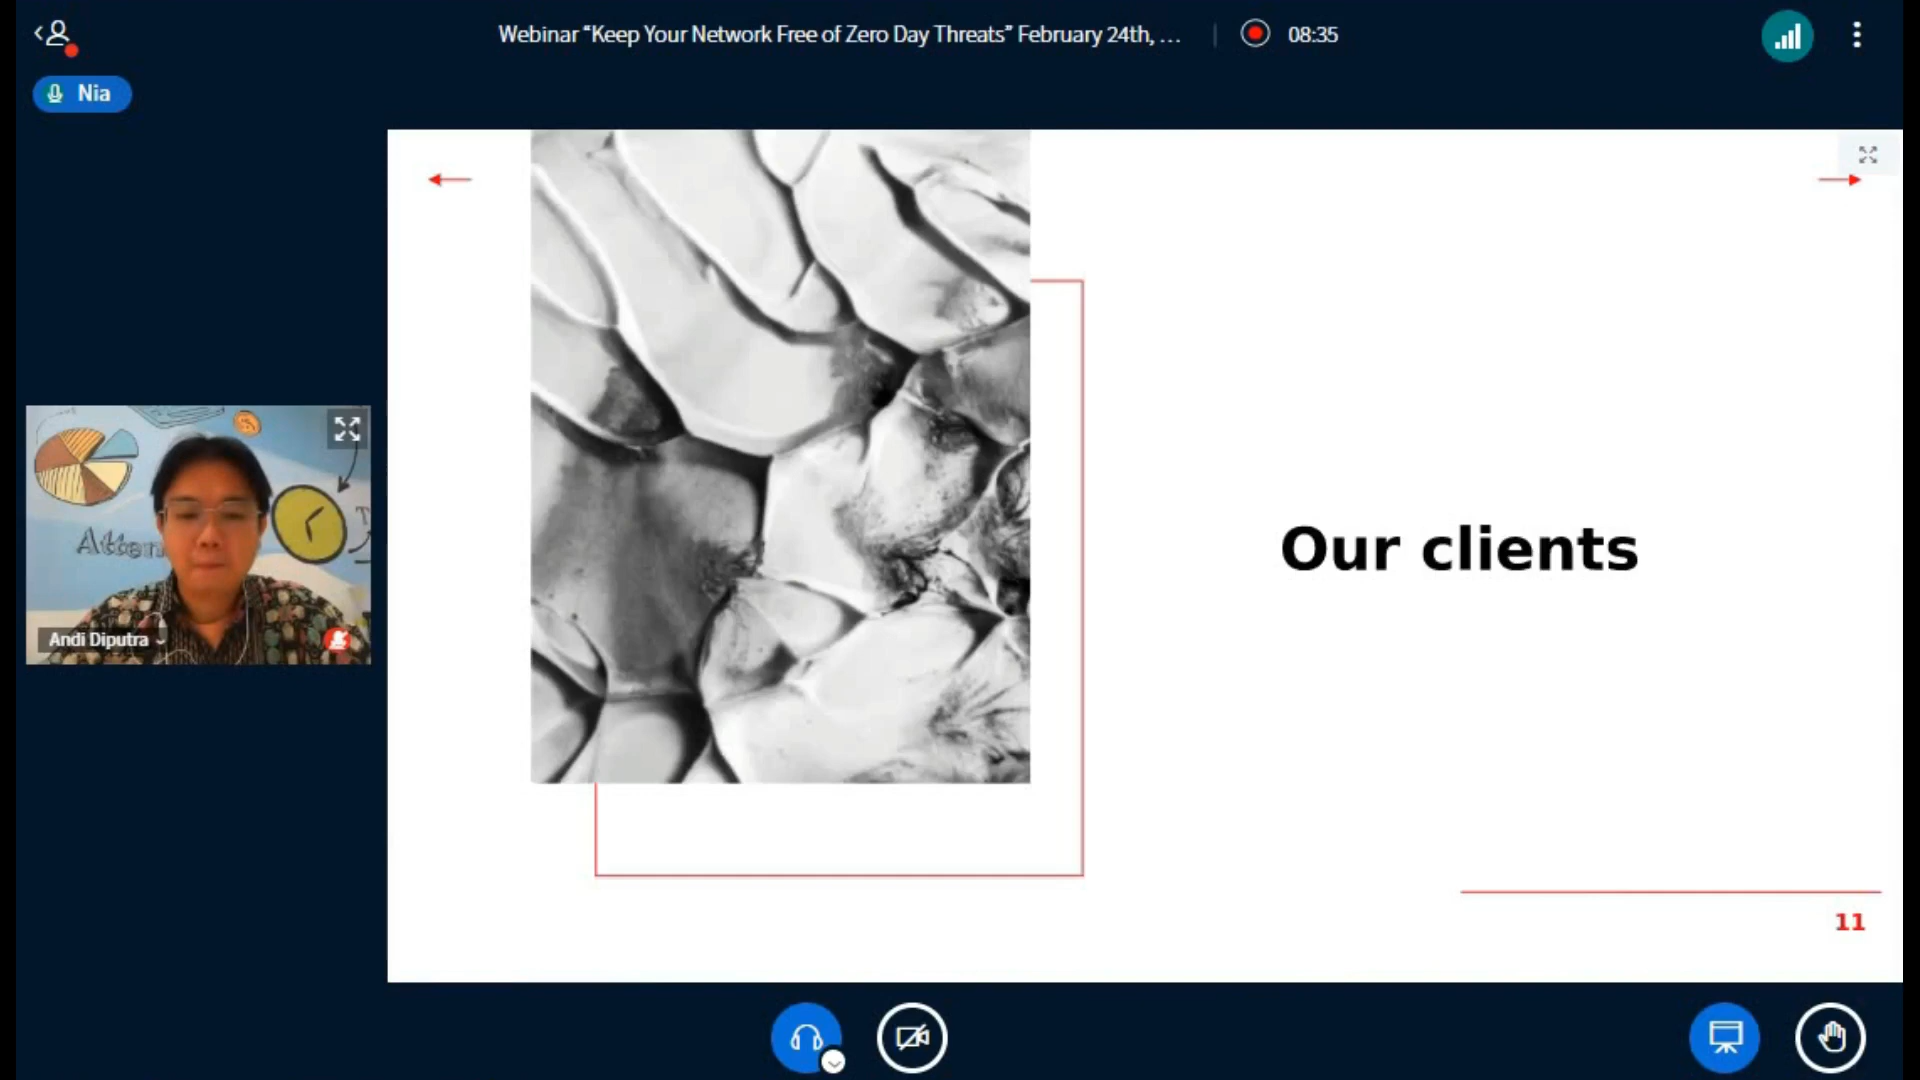 Webinar “Keep Your Network Free of Zero Day Threats” February 24th, ...
08:35
Nia
Atten
Andi Diputra
Our clients
11